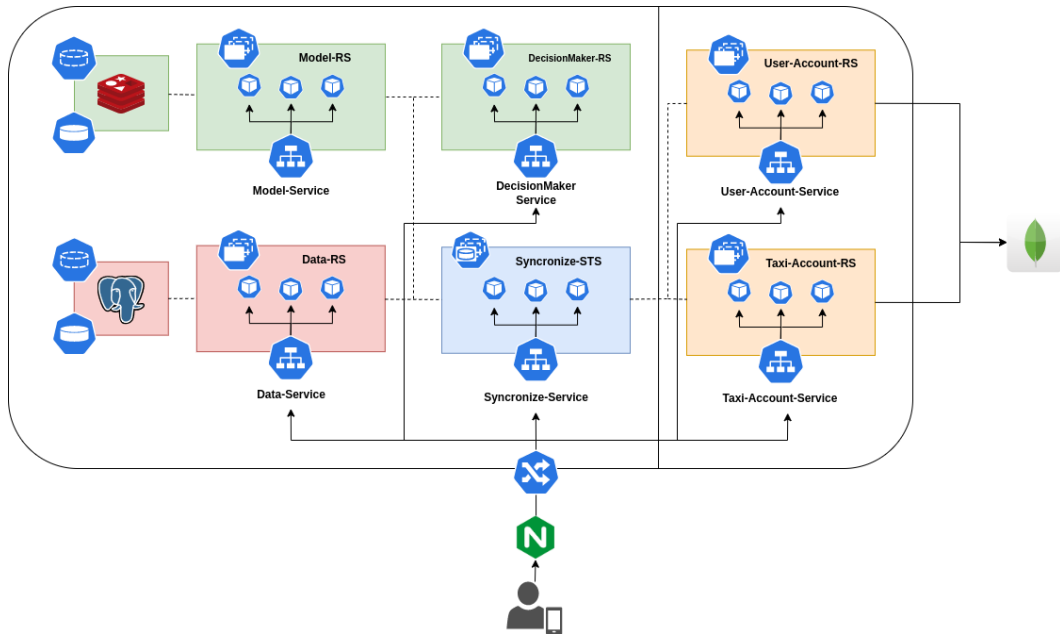 Model-RS
DecisionMaker-RS
User-Account-RS
Model-Service
DecisionMaker
Service
User-Account-Service
Data-RS
Syncronize-STS
Taxi-Account-RS
Data-Service
Syncronize-Service
Taxi-Account-Service
N